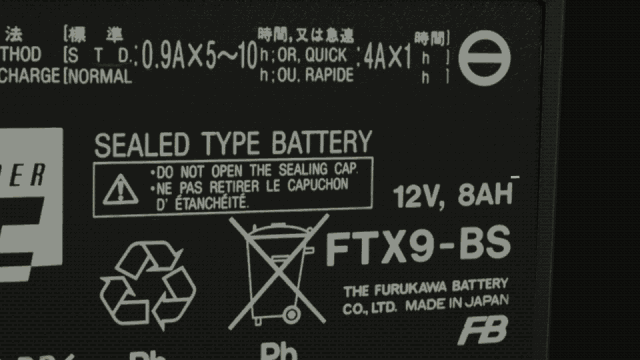 法 [標 準 時間,又は急速 時間]
THOD [S T D.:0.9A×5～10h;OR, QUICK :4A×1 h ]
CHARGE [NORMAL h;OU. RAPIDE h ]
SEALED TYPE BATTERY
•DO NOT OPEN THE SEALING CAP.
•NE PAS RETIRER LE CAPUCHON
D' ÉTANCHÉITÉ.
12V, 8AH
FTX9-BS
THE FURUKAWA BATTERY
CO., LTD. MADE IN JAPAN
FB
Pb
Pb